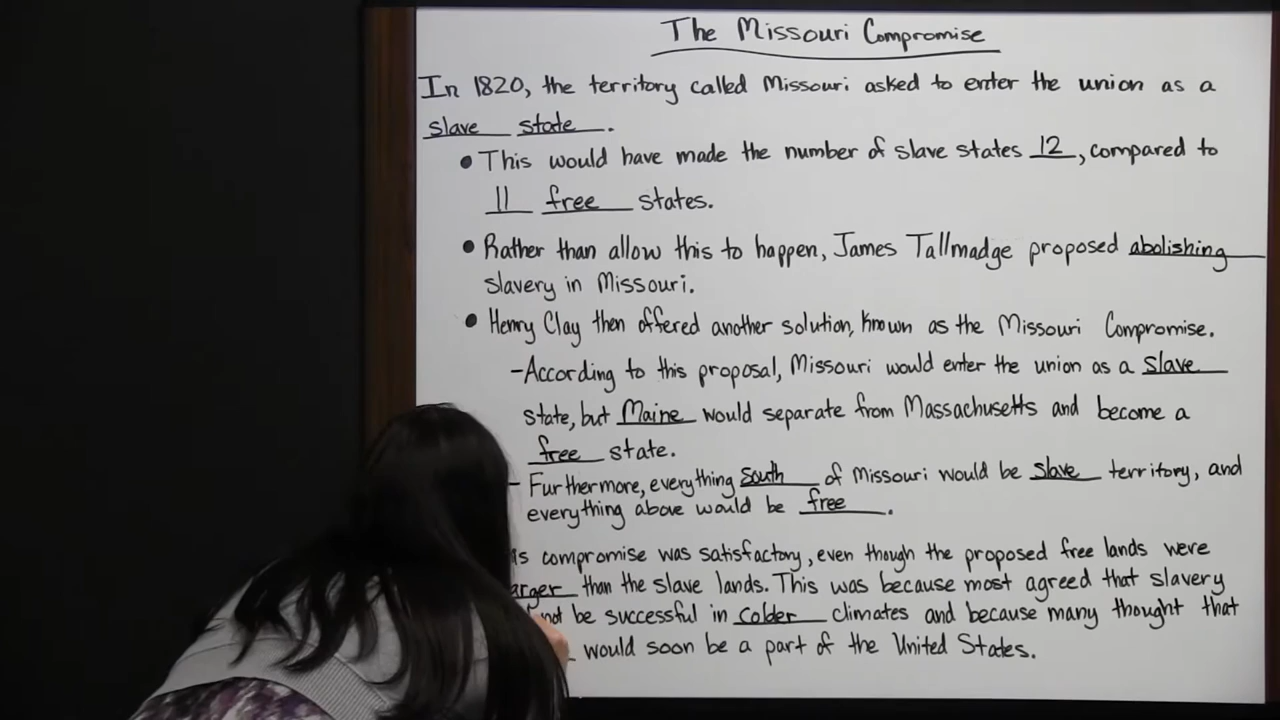 The Missouri Compromise
In 1820, the territory called Missouri asked to enter the union as a
slave state.
• This would have made the number of slave states 12, compared to
11 free states.
• Rather than allow this to happen, James Tallmadge proposed abolishing
slavery in Missouri.
• Henry Clay then offered another solution, known as the Missouri Compromise.
- According to this proposal, Missouri would enter the union as a slave
state, but Maine would separate from Massachusetts and become a
free state.
- Furthermore, everything south of Missouri would be slave territory, and
everything above would be free.
compromise was satisfactory, even though the proposed free lands were
than the slave lands. This was because most agreed that slavery
not be successful in colder climates and because many thought that
would soon be a part of the United States.